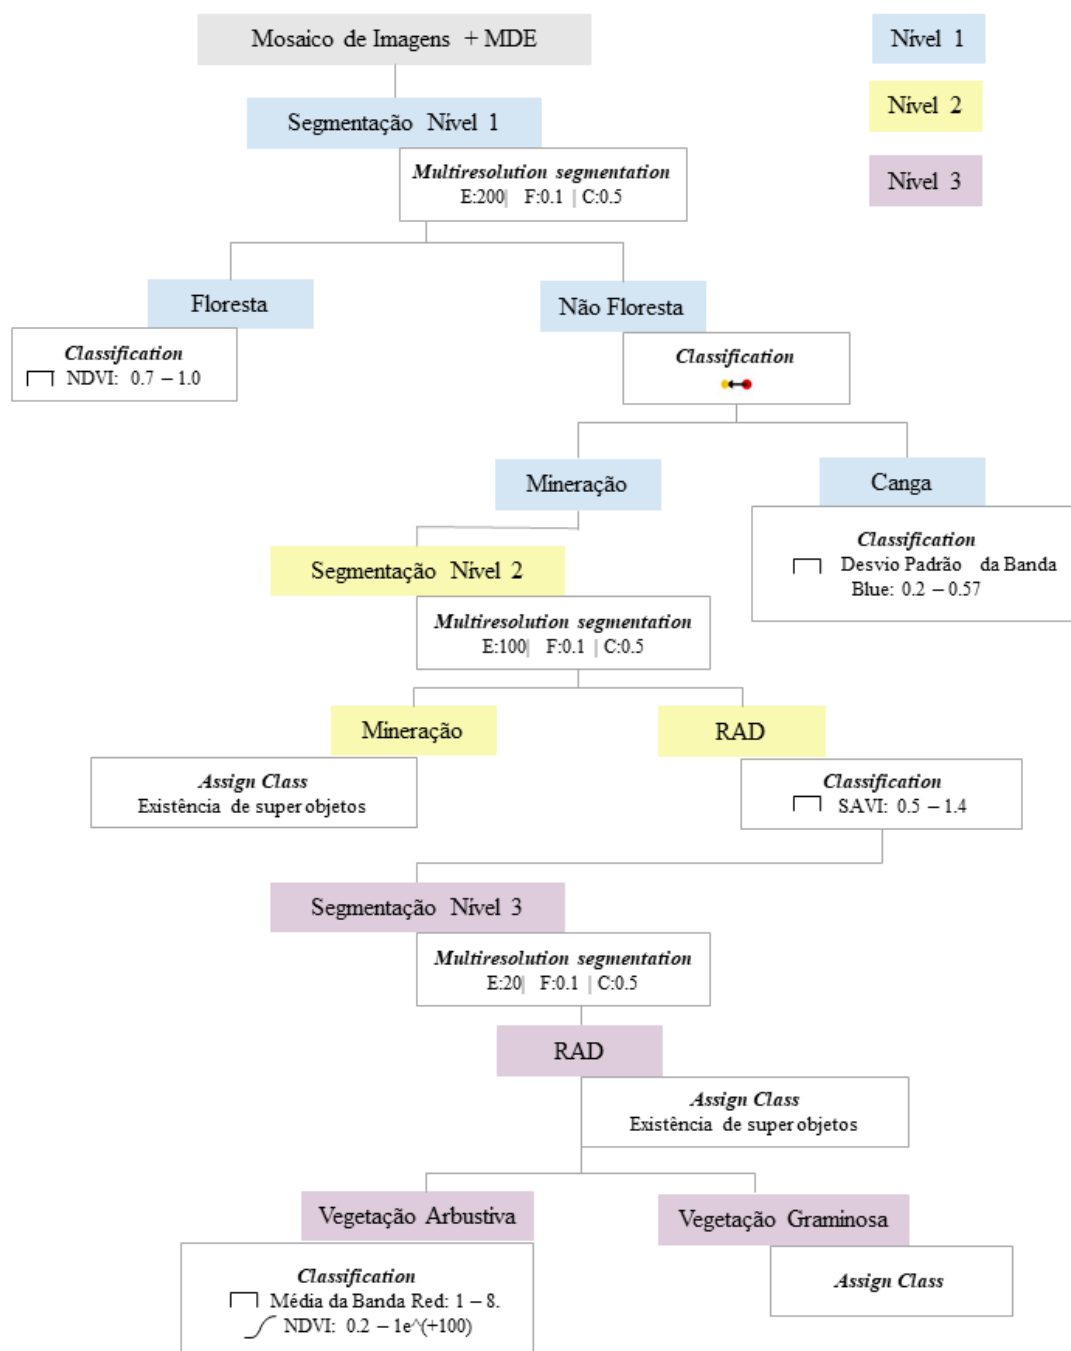 Mosaico de Imagens + MDE
Nível 1
Nível 2
Nível 3
Segmentação Nível 1
Multiresolution segmentation
E:200| F:0.1 | C:0.5
Floresta
Classification
NDVI: 0.7 – 1.0
Não Floresta
Classification
Mineração
Canga
Classification
Desvio Padrão da Banda
Blue: 0.2 – 0.57
Segmentação Nível 2
Multiresolution segmentation
E:100| F:0.1 | C:0.5
Mineração
Assign Class
Existência de super objetos
RAD
Classification
SAVI: 0.5 – 1.4
Segmentação Nível 3
Multiresolution segmentation
E:20| F:0.1 | C:0.5
RAD
Assign Class
Existência de super objetos
Vegetação Arbustiva
Classification
Média da Banda Red: 1 – 8.
NDVI: 0.2 – 1e^(+100)
Vegetação Graminosa
Assign Class